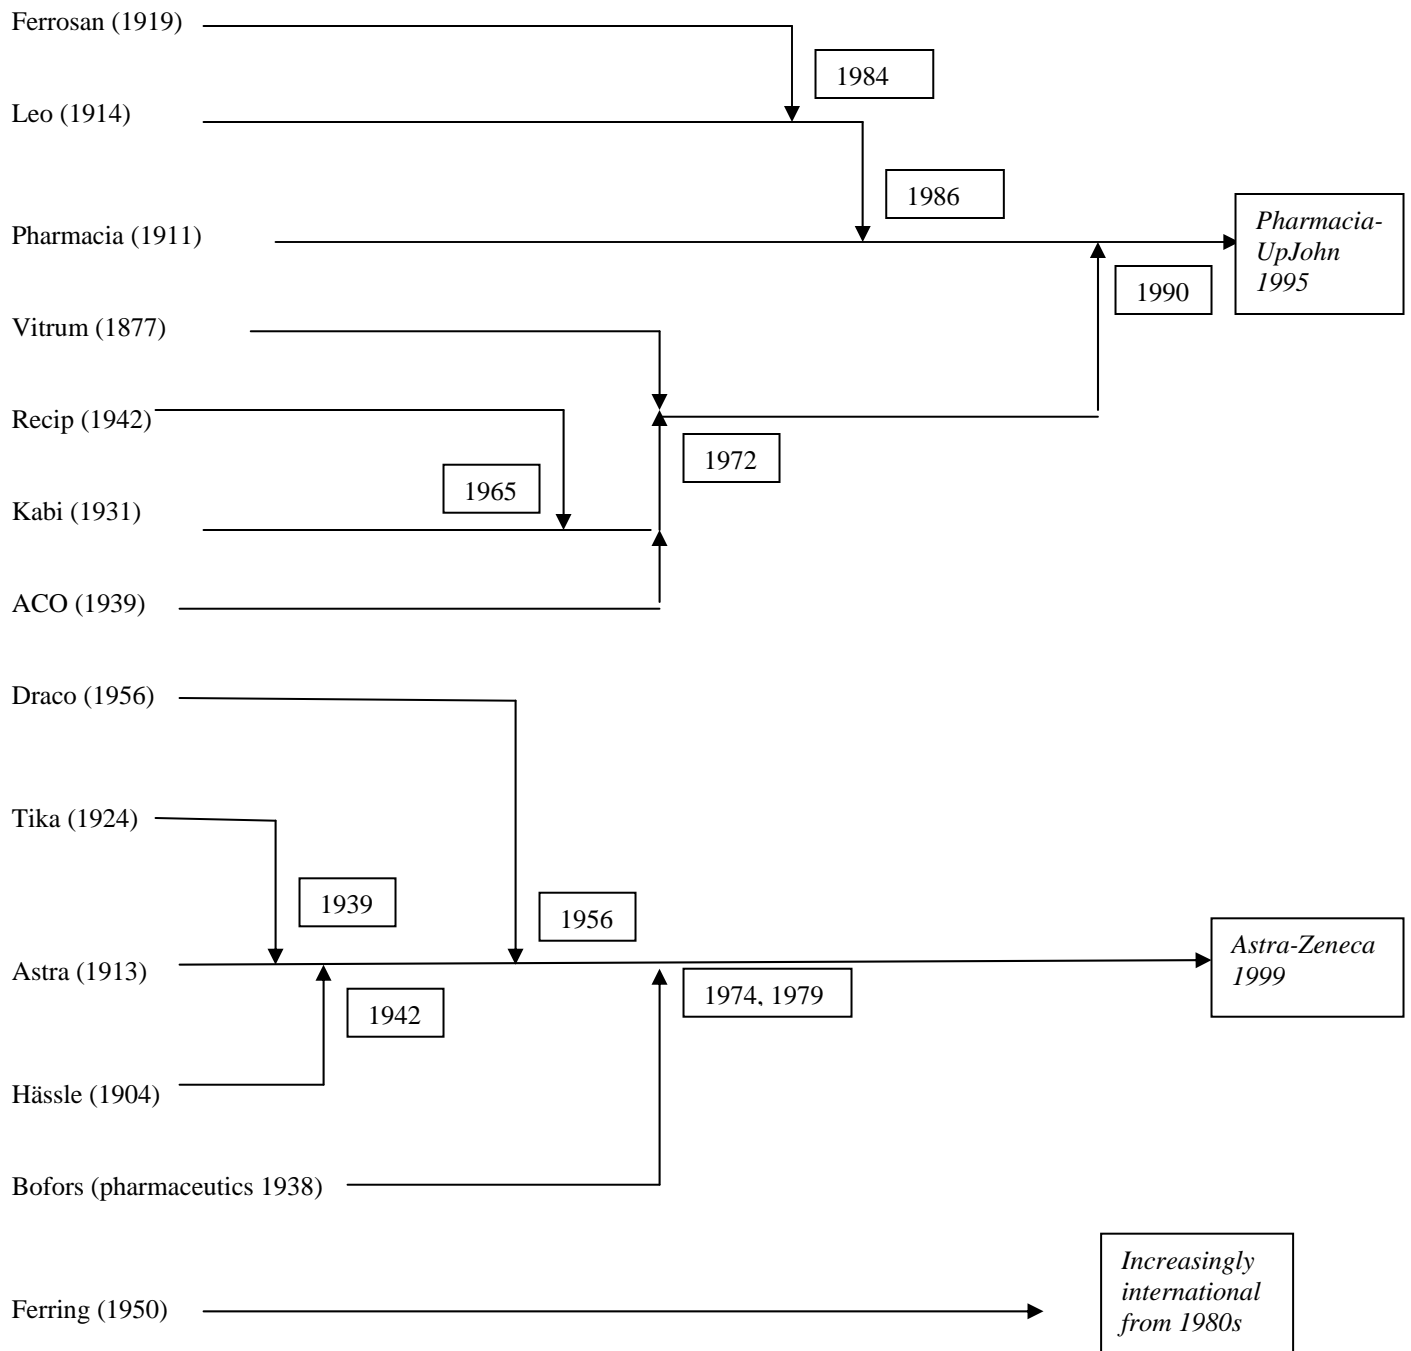 Ferrosan (1919)
1984
Leo (1914)
1986
Pharmacia (1911)
Pharmacia-
UpJohn
1995
1990
Vitrum (1877)
Recip (1942)
1972
1965
Kabi (1931)
ACO (1939)
Draco (1956)
Tika (1924)
1939
1956
Astra (1913)
Astra-Zeneca
1999
1974, 1979
1942
Hässle (1904)
Bofors (pharmaceutics 1938)
Ferring (1950)
Increasingly
international
from 1980s